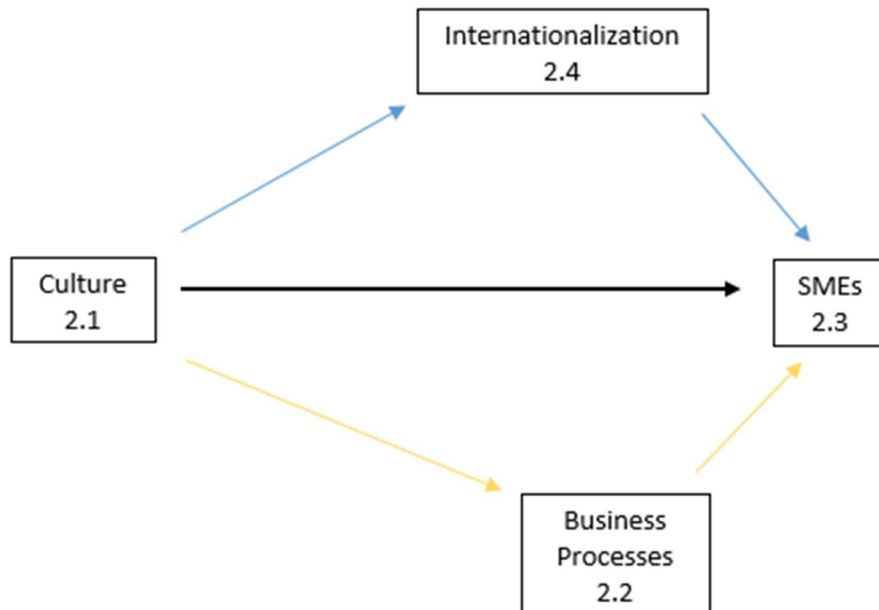 Internationalization
2.4
Culture
2.1
SMEs
2.3
Business
Processes
2.2